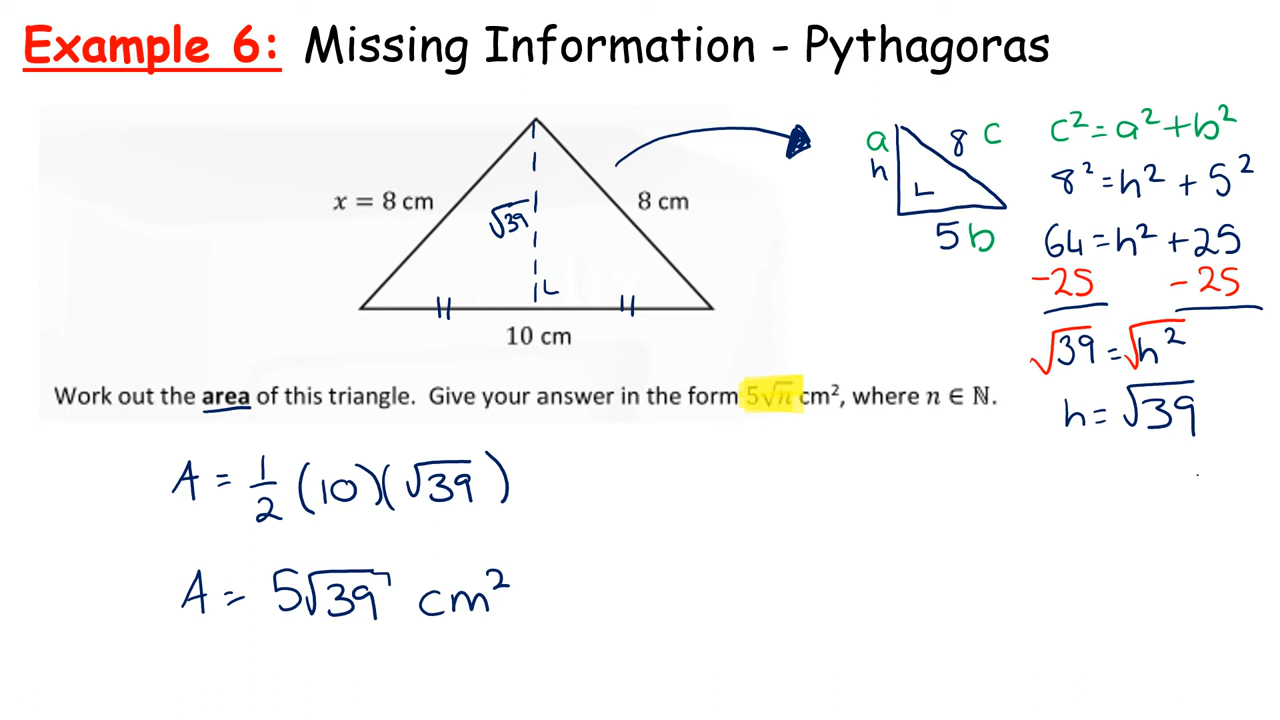 Example 6: Missing Information - Pythagoras
x = 8 cm
8 cm
√39
10 cm
a
h
8 c
5 b
c² = a² + b²
8² = h² + 5²
64 = h² + 25
-25 -25
√39 = √h²
h = √39
Work out the area of this triangle. Give your answer in the form 5√n cm², where n ∈ ℕ.
A = 1/2 (10)(√39)
A = 5√39 cm²